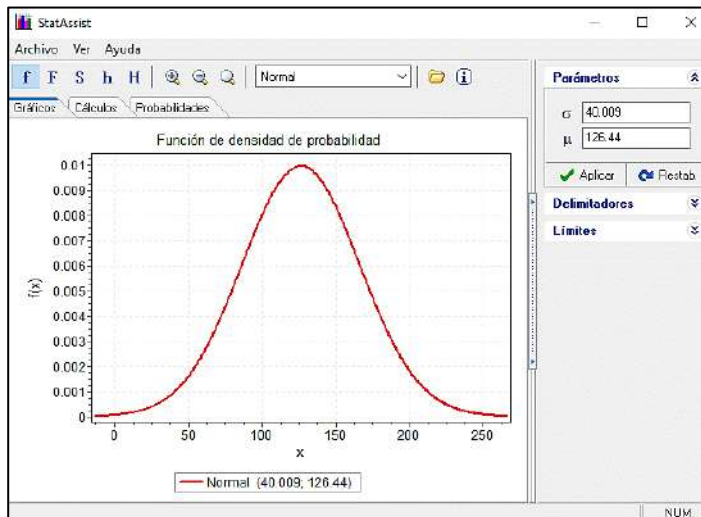 StatAssist
Archivo Ver Ayuda
f F S h H Normal
Gráficos Cálculos Probabilidades
Función de densidad de probabilidad
0.01
0.009
0.008
0.007
0.006
0.005
0.004
0.003
0.002
0.001
0
f(x)
0 50 100 150 200 250
x
Normal (40.009; 126.44)
Parámetros
σ 40.009
μ 126.44
Aplicar Restab
Delimitadores
Límites
NUM